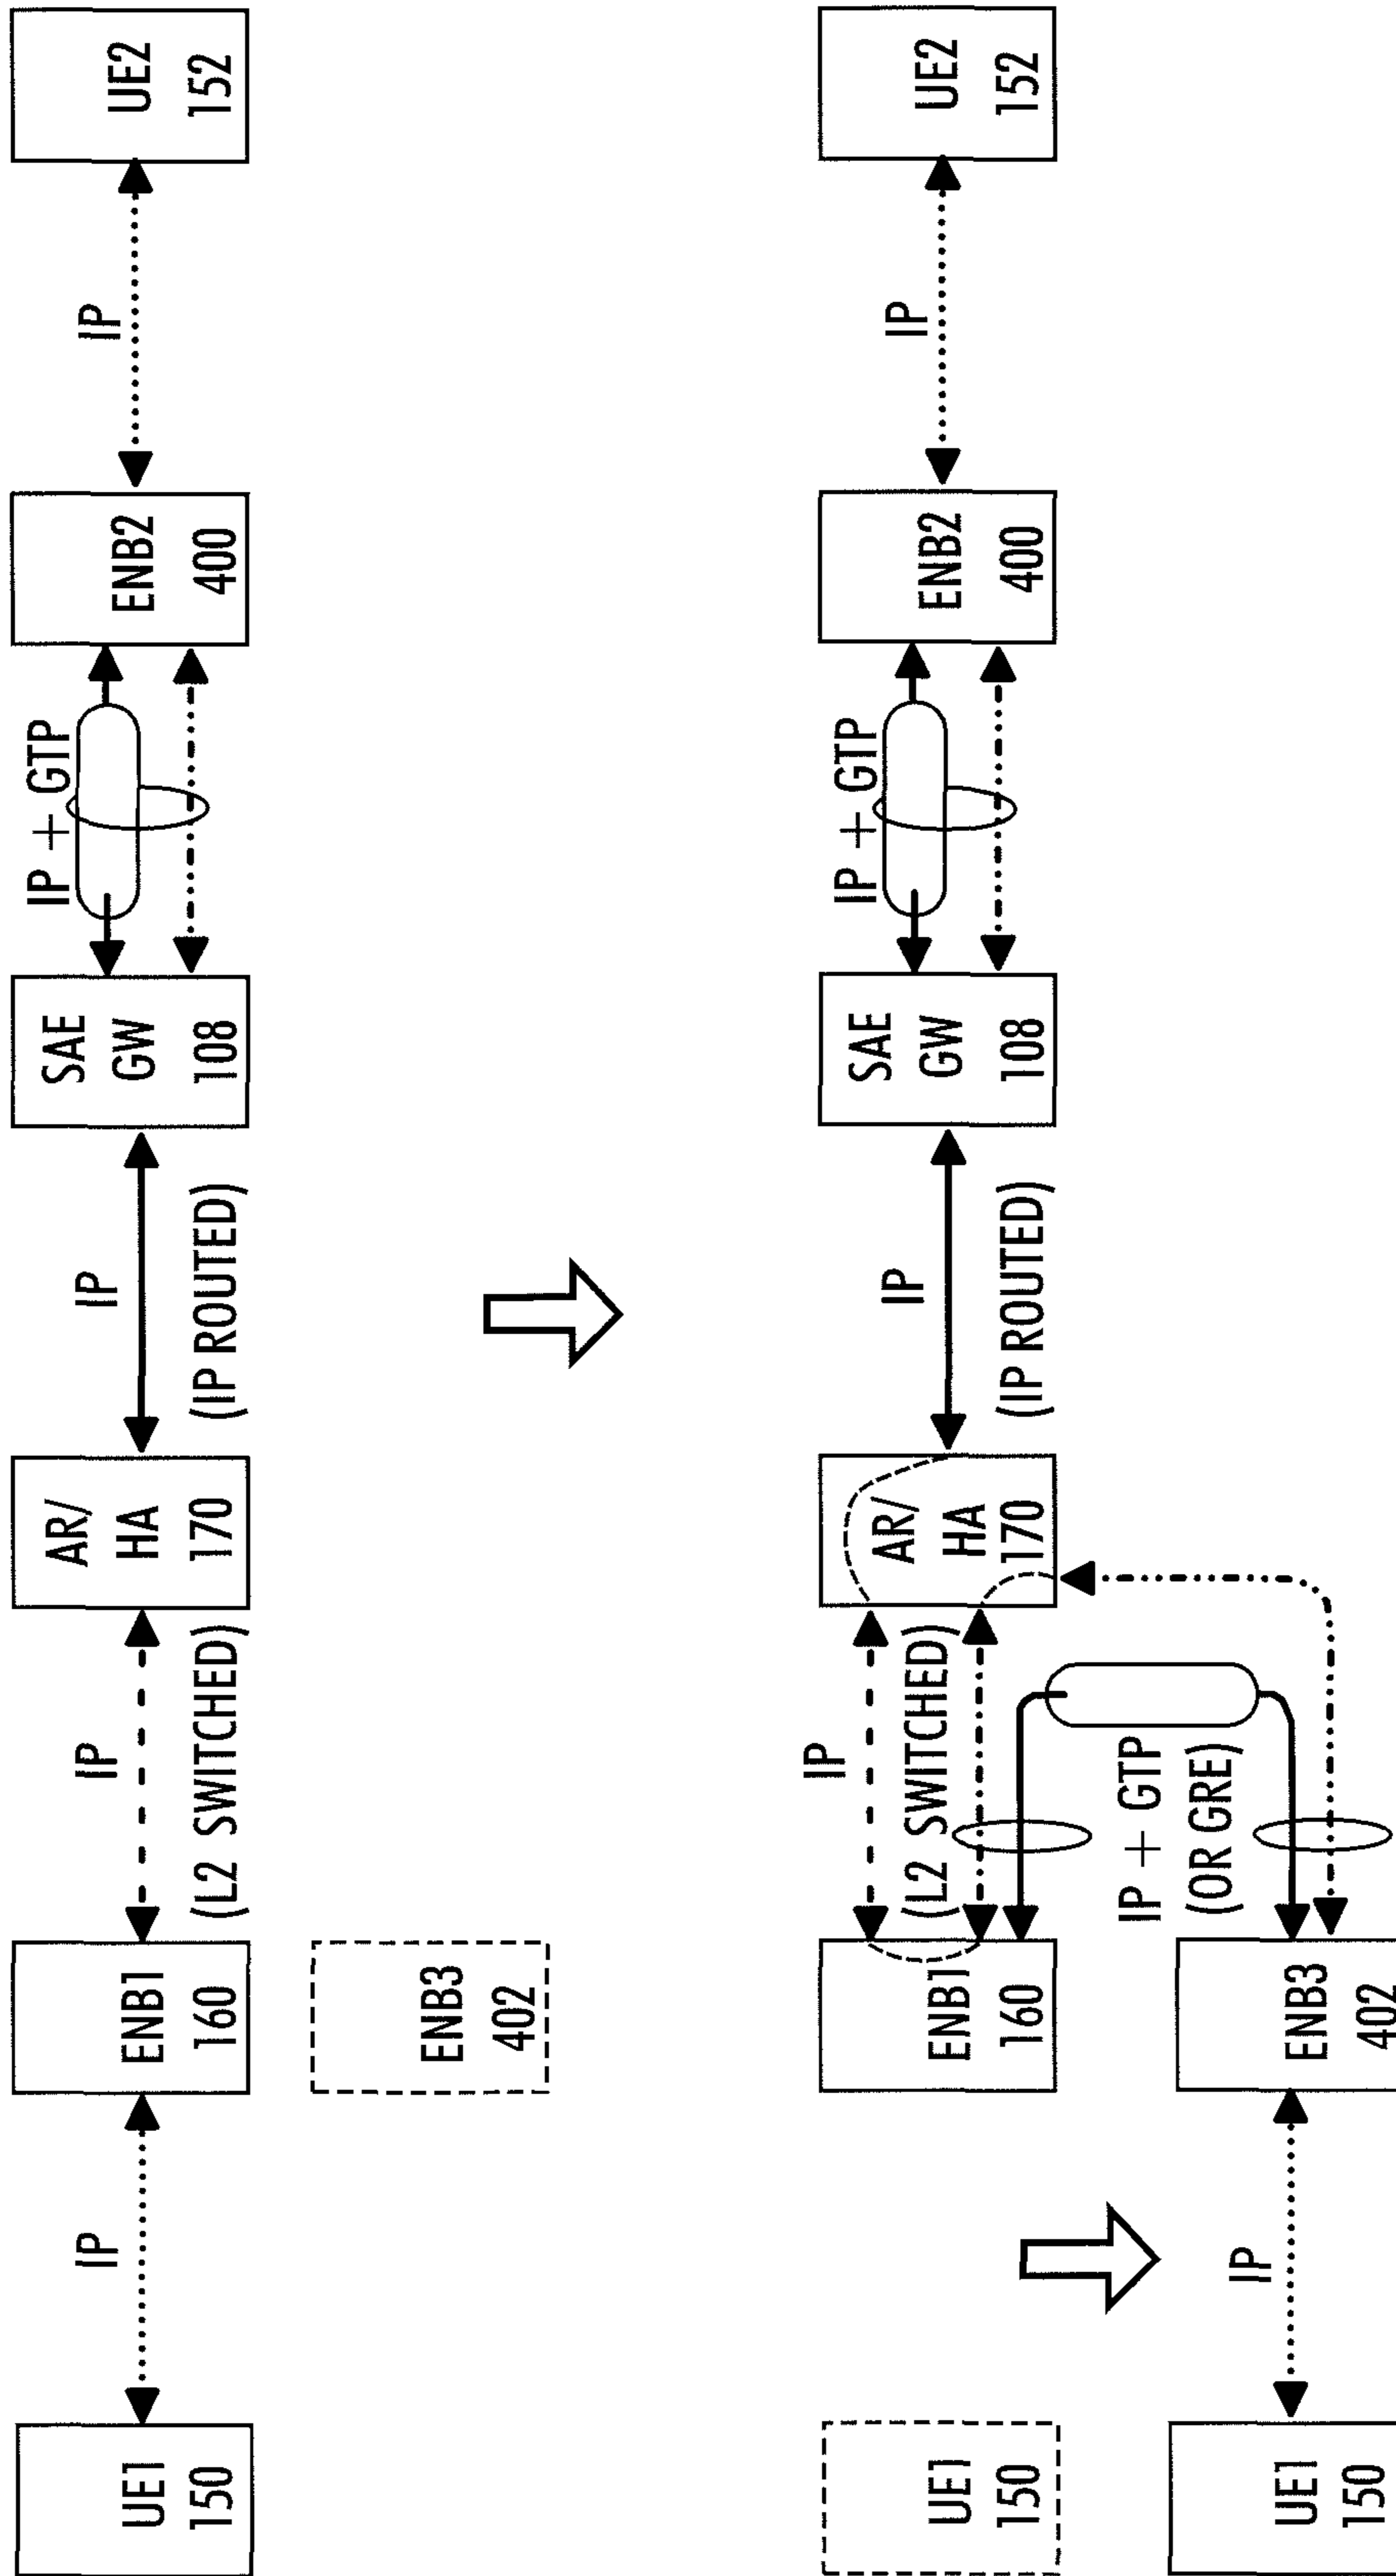 UE1
150
IP
ENB1
160
IP
(L2 SWITCHED)
AR/
HA
170
IP
(IP ROUTED)
SAE
GW
108
IP + GTP
ENB2
400
IP
UE2
152
ENB3
402
UE1
150
ENB1
160
IP
(L2 SWITCHED)
AR/
HA
170
IP
(IP ROUTED)
SAE
GW
108
IP + GTP
ENB2
400
IP
UE2
152
IP + GTP
(OR GRE)
UE1
150
IP
ENB3
402